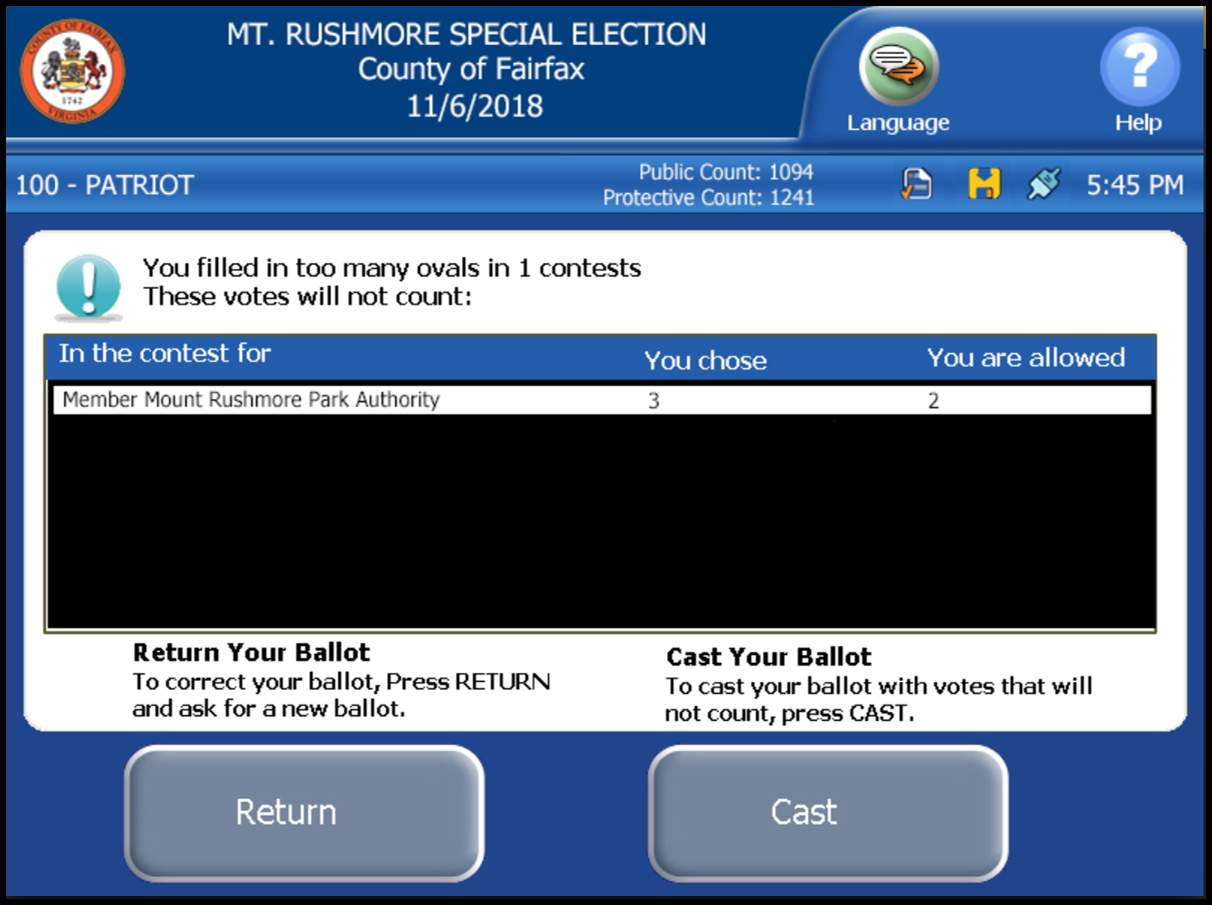 COUNTY OF FAIRFAX
1742
VIRGINIA
MT. RUSHMORE SPECIAL ELECTION
County of Fairfax
11/6/2018
Language
Help
100 - PATRIOT
Public Count: 1094
Protective Count: 1241
5:45 PM
You filled in too many ovals in 1 contests
These votes will not count:
In the contest for You chose You are allowed
Member Mount Rushmore Park Authority 3 2
Return Your Ballot
To correct your ballot, Press RETURN
and ask for a new ballot.
Cast Your Ballot
To cast your ballot with votes that will
not count, press CAST.
Return
Cast